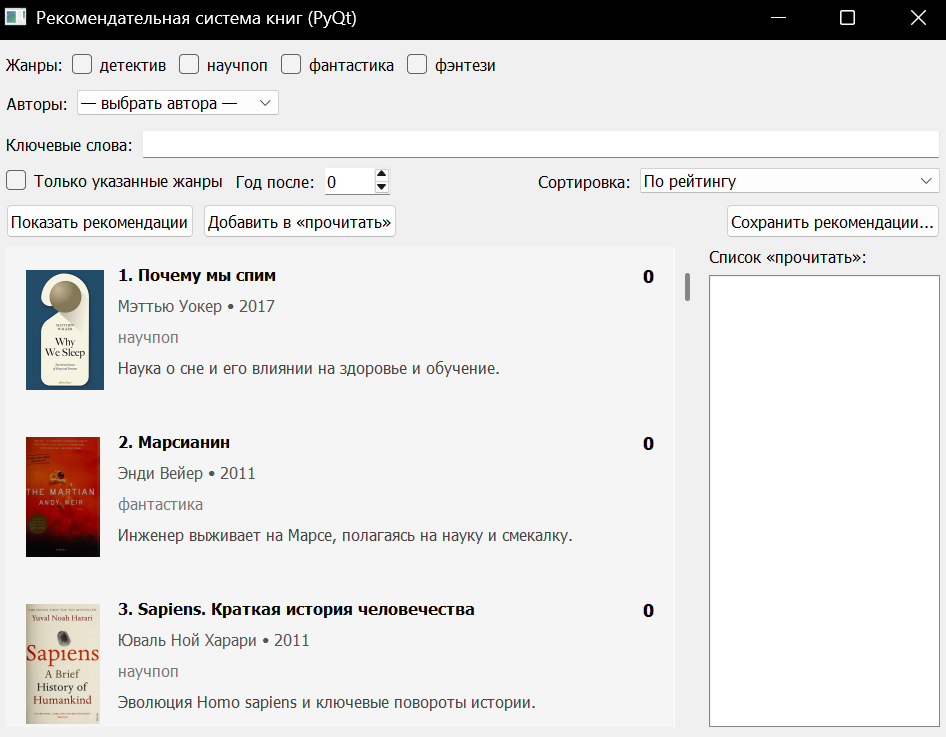 Рекомендательная система книг (PyQt)
Жанры: детектив научпоп фантастика фэнтези
Авторы: — выбрать автора —
Ключевые слова:
Только указанные жанры Год после: 0 Сортировка: По рейтингу
Показать рекомендации Добавить в «прочитать» Сохранить рекомендации...
Список «прочитать»:
1. Почему мы спим 0
Мэттью Уокер • 2017
научпоп
Наука о сне и его влиянии на здоровье и обучение.
MATTHEW
WALKER
Why
We Sleep
2. Марсианин 0
Энди Вейер • 2011
фантастика
Инженер выживает на Марсе, полагаясь на науку и смекалку.
THE MARTIAN
ANDY WEIR
3. Sapiens. Краткая история человечества 0
Юваль Ной Харари • 2011
научпоп
Эволюция Homo sapiens и ключевые повороты истории.
Yuval Noah Harari
Sapiens
A Brief
History of
Humankind